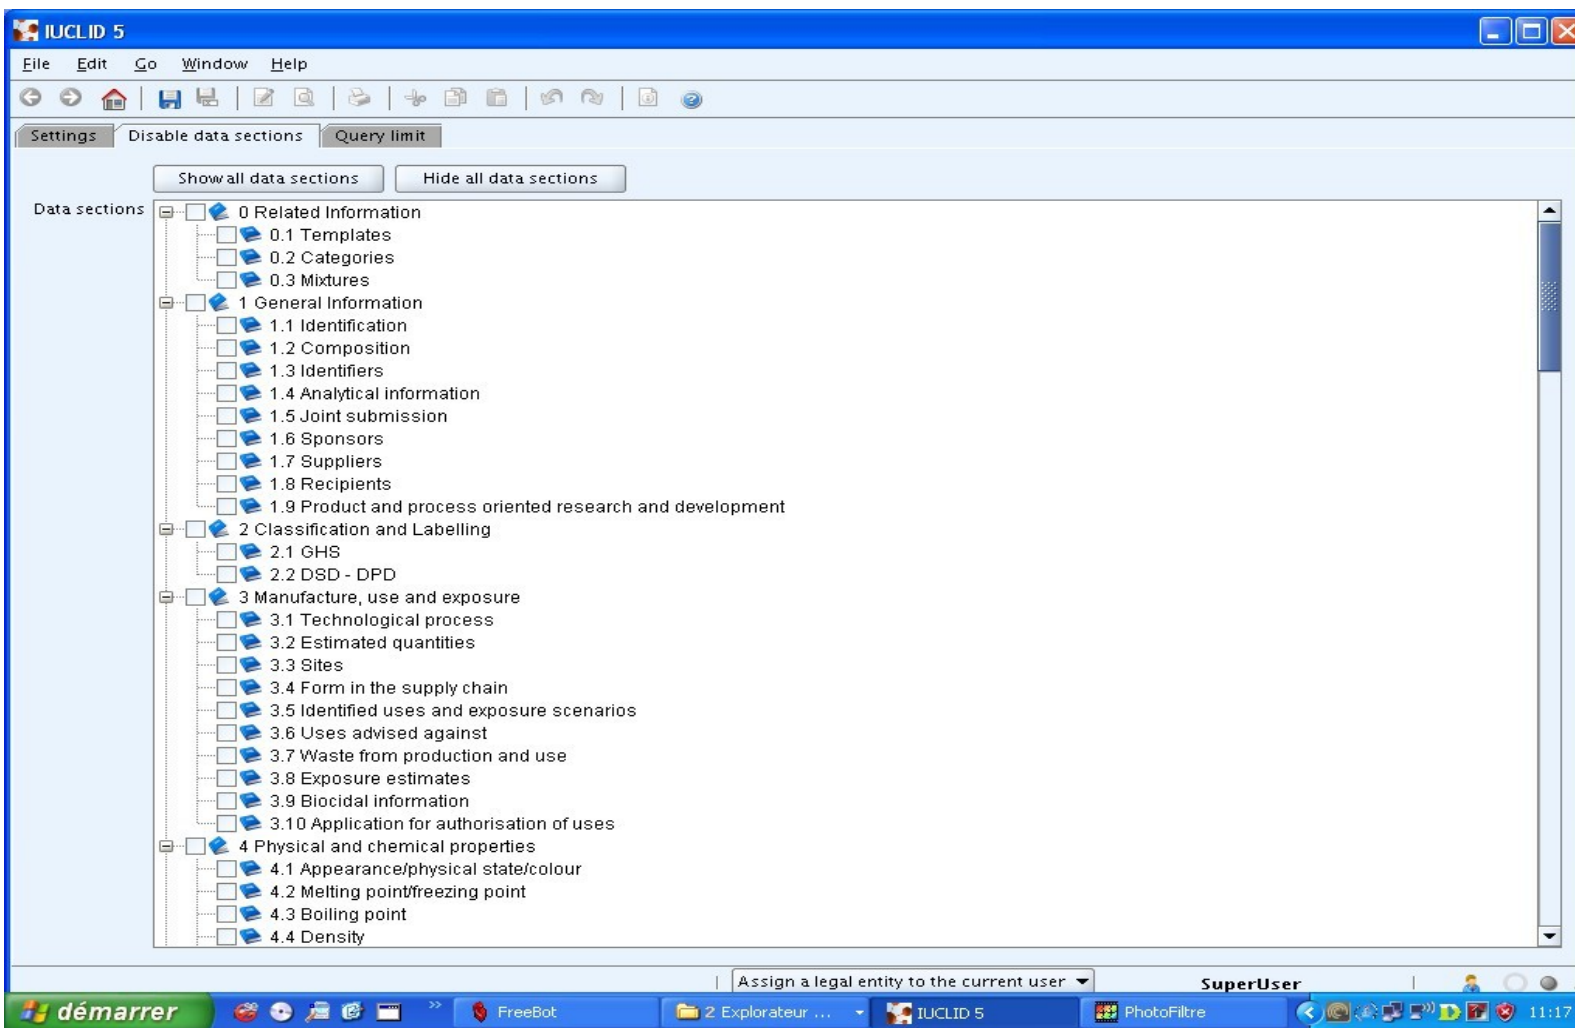 IUCLID 5
File Edit Go Window Help
Settings Disable data sections Query limit
Show all data sections Hide all data sections
Data sections
0 Related Information
0.1 Templates
0.2 Categories
0.3 Mixtures
1 General Information
1.1 Identification
1.2 Composition
1.3 Identifiers
1.4 Analytical information
1.5 Joint submission
1.6 Sponsors
1.7 Suppliers
1.8 Recipients
1.9 Product and process oriented research and development
2 Classification and Labelling
2.1 GHS
2.2 DSD - DPD
3 Manufacture, use and exposure
3.1 Technological process
3.2 Estimated quantities
3.3 Sites
3.4 Form in the supply chain
3.5 Identified uses and exposure scenarios
3.6 Uses advised against
3.7 Waste from production and use
3.8 Exposure estimates
3.9 Biocidal information
3.10 Application for authorisation of uses
4 Physical and chemical properties
4.1 Appearance/physical state/colour
4.2 Melting point/freezing point
4.3 Boiling point
4.4 Density
Assign a legal entity to the current user SuperUser
démarrer FreeBot 2 Explorateur ... IUCLID 5 PhotoFiltre 11:17